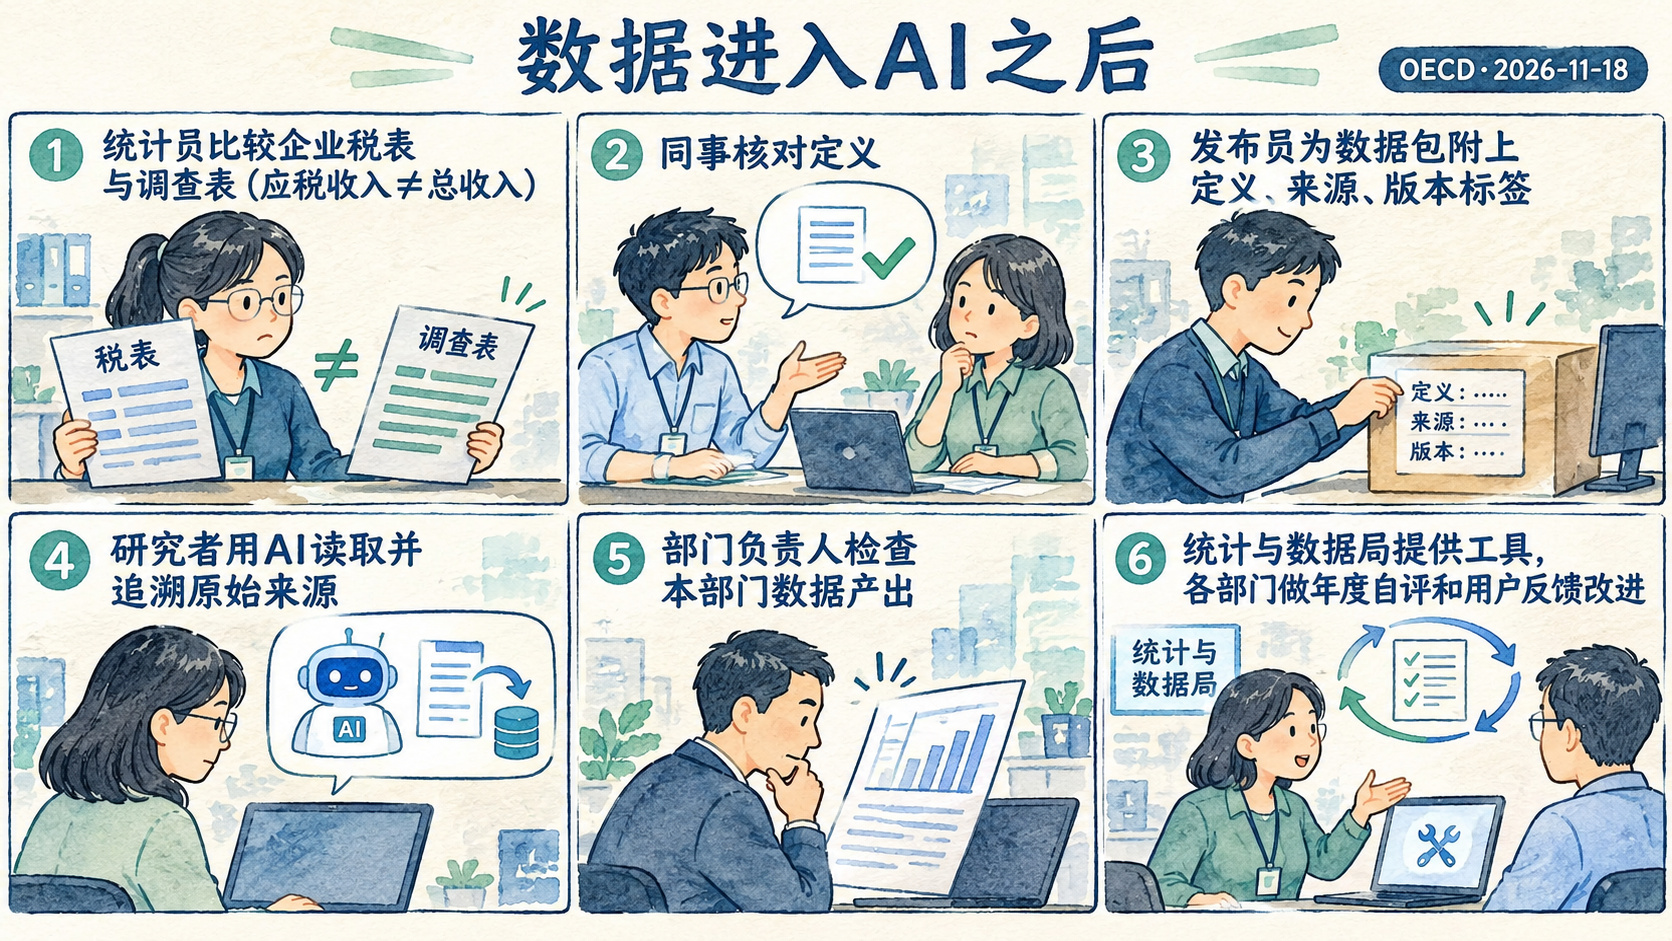 数据进入AI之后
OECD·2026-11-18
1 统计员比较企业税表
与调查表（应税收入≠总收入）
税表
≠
调查表
2 同事核对定义
3 发布员为数据包附上
定义、来源、版本标签
定义：.....
来源：....
版本：....
4 研究者用AI读取并
追溯原始来源
AI
5 部门负责人检查
本部门数据产出
6 统计与数据局提供工具，
各部门做年度自评和用户反馈改进
统计与
数据局